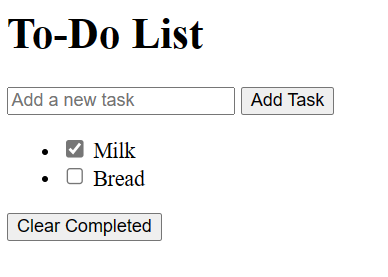 To-Do List
Add a new task Add Task
Milk
Bread
Clear Completed